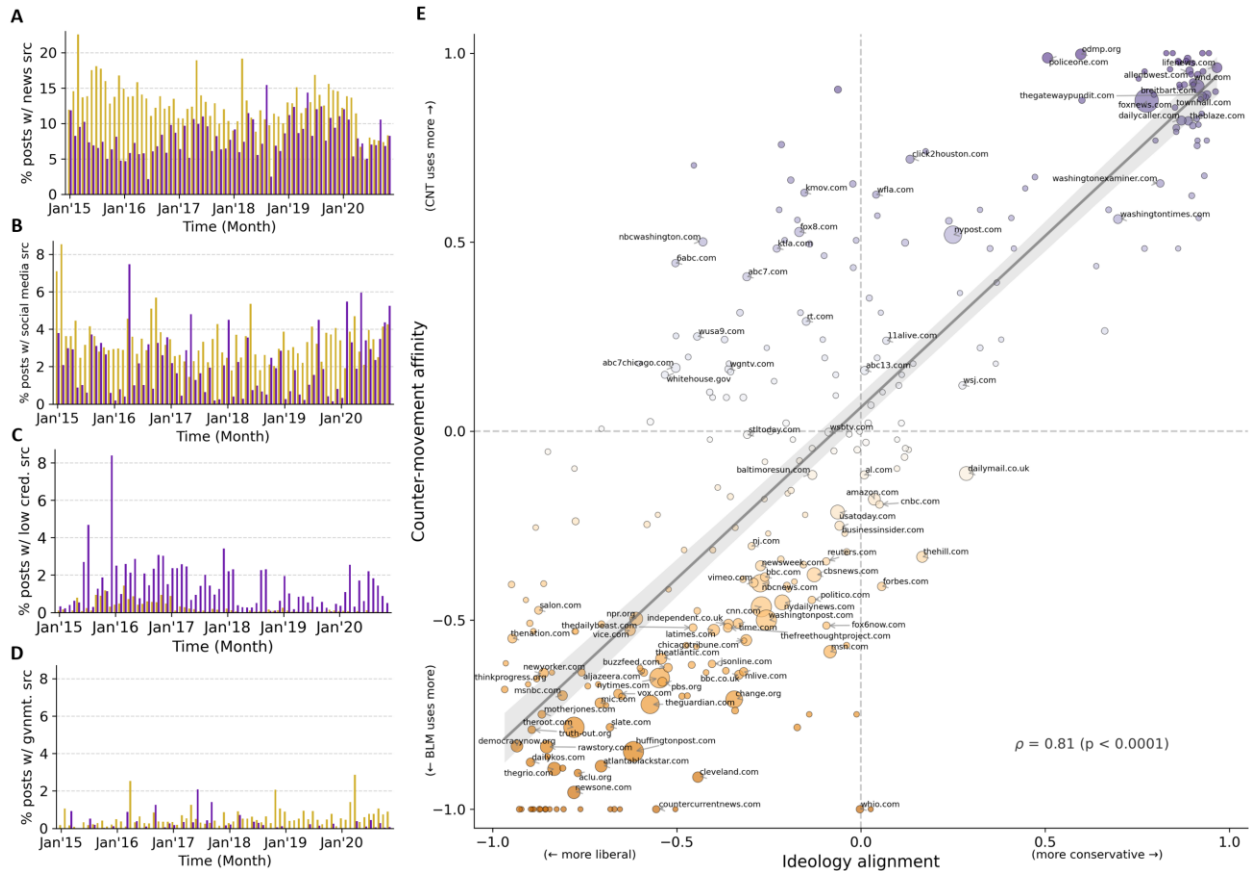 A
% posts w/ news src
20
15
10
5
0
Jan'15 Jan'16 Jan'17 Jan'18 Jan'19 Jan'20
Time (Month)
B
% posts w/ social media src
8
6
4
2
0
Jan'15 Jan'16 Jan'17 Jan'18 Jan'19 Jan'20
Time (Month)
C
% posts w/ low cred. src
8
6
4
2
0
Jan'15 Jan'16 Jan'17 Jan'18 Jan'19 Jan'20
Time (Month)
D
% posts w/ gvnmt. src
8
6
4
2
0
Jan'15 Jan'16 Jan'17 Jan'18 Jan'19 Jan'20
Time (Month)
E
(CNT uses more →)
Counter-movement affinity
(← BLM uses more)
1.0
0.5
0.0
−0.5
−1.0
odmp.org
policeone.com
lifenews.com
allenbwest.com
wnd.com
thegatewaypundit.com
breitbart.com
foxnews.com
townhall.com
dailycaller.com
theblaze.com
click2houston.com
washingtonexaminer.com
kmov.com
wfla.com
washingtontimes.com
fox8.com
nypost.com
nbcwashington.com
ktla.com
6abc.com
abc7.com
rt.com
wusa9.com
11alive.com
abc7chicago.com
wgntv.com
abc13.com
whitehouse.gov
wsj.com
stltoday.com
wsbtv.com
baltimoresun.com
al.com
dailymail.co.uk
amazon.com
cnbc.com
usatoday.com
businessinsider.com
nj.com
reuters.com
thehill.com
newsweek.com
vimeo.com
bbc.com
cbsnews.com
nbcnews.com
forbes.com
politico.com
salon.com
npr.org
cnn.com
nydailynews.com
independent.co.uk
washingtonpost.com
thedailybeast.com
time.com
fox6now.com
thenation.com
vice.com
latimes.com
thefreethoughtproject.com
chicagotribune.com
msn.com
theatlantic.com
newyorker.com
buzzfeed.com
jsonline.com
mlive.com
thinkprogress.org
aljazeera.com
bbc.co.uk
msnbc.com
nytimes.com
pbs.org
vox.com
change.org
mic.com
theguardian.com
motherjones.com
theroot.com
slate.com
truth-out.org
democracynow.org
rawstory.com
huffingtonpost.com
dailykos.com
atlantablackstar.com
thegrio.com
aclu.org
cleveland.com
newsone.com
countercurrentnews.com
whio.com
ρ = 0.81 (p < 0.0001)
−1.0 −0.5 0.0 0.5 1.0
(← more liberal) Ideology alignment (more conservative →)